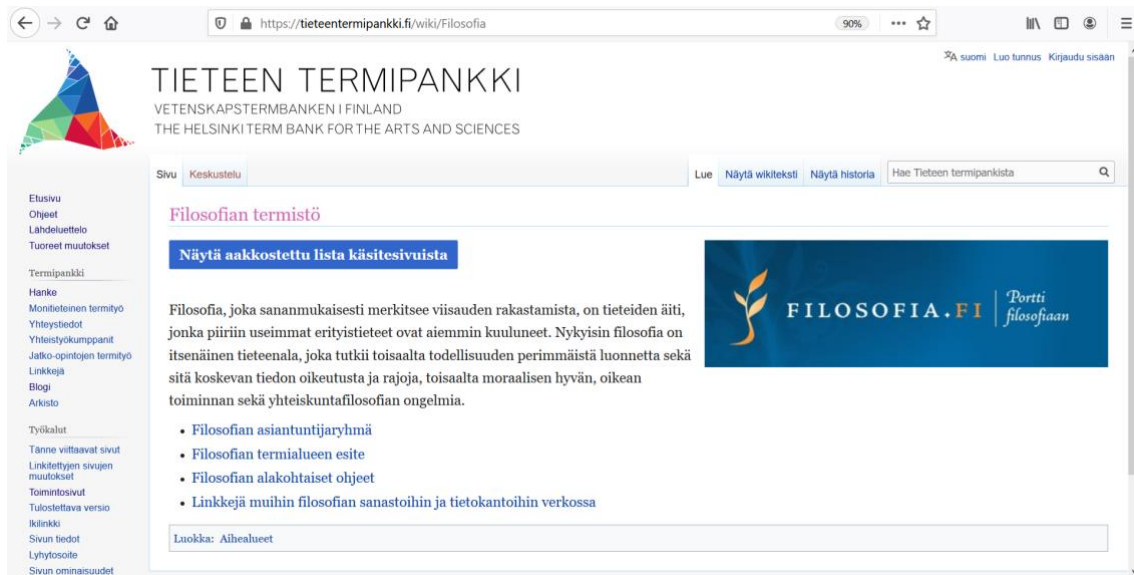 https://tieteentermipankki.fi/wiki/Filosofia
90%
suomi Luo tunnus Kirjaudu sisään
TIETEEN TERMIPANKKI
VETENSKAPSTERMBANKEN I FINLAND
THE HELSINKI TERM BANK FOR THE ARTS AND SCIENCES
Sivu Keskustelu Lue Näytä wikiteksti Näytä historia Hae Tieteen termipankista
Etusivu
Ohjeet
Lähdeluettelo
Tuoreet muutokset
Termipankki
Hanke
Monitieteinen termityö
Yhteystiedot
Yhteistyökumppanit
Jatko-opintojen termityö
Linkkejä
Blogi
Arkisto
Työkalut
Tänne viittaavat sivut
Linkitettyjen sivujen
muutokset
Toimintosivut
Tulostettava versio
Ikilinkki
Sivun tiedot
Lyhytosoite
Sivun ominaisuudet
Filosofian termistö
Näytä aakkostettu lista käsitesivuista
FILOSOFIA.FI
Portti
filosofiaan
Filosofia, joka sananmukaisesti merkitsee viisauden rakastamista, on tieteiden äiti,
jonka piiriin useimmat erityistieteet ovat aiemmin kuuluneet. Nykyisin filosofia on
itsenäinen tieteenala, joka tutkii toisaalta todellisuuden perimmäistä luonnetta sekä
sitä koskevan tiedon oikeutusta ja rajoja, toisaalta moraalisen hyvän, oikean
toiminnan sekä yhteiskuntafilosofian ongelmia.
• Filosofian asiantuntijaryhmä
• Filosofian termialueen esite
• Filosofian alakohtaiset ohjeet
• Linkkejä muihin filosofian sanastoihin ja tietokantoihin verkossa
Luokka: Aihealueet